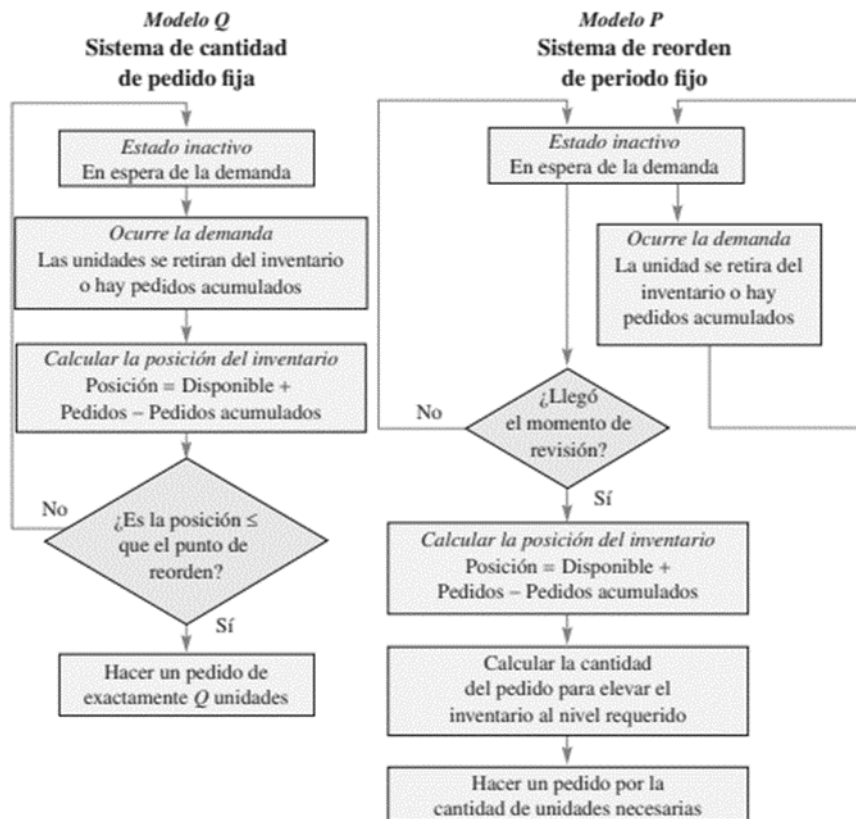 Modelo Q
Sistema de cantidad
de pedido fija
Estado inactivo
En espera de la demanda
Ocurre la demanda
Las unidades se retiran del inventario
o hay pedidos acumulados
Calcular la posición del inventario
Posición = Disponible +
Pedidos – Pedidos acumulados
No
¿Es la posición ≤
que el punto de
reorden?
Sí
Hacer un pedido de
exactamente Q unidades
Modelo P
Sistema de reorden
de periodo fijo
Estado inactivo
En espera de la demanda
Ocurre la demanda
La unidad se retira del
inventario o hay
pedidos acumulados
No
¿Llegó
el momento de
revisión?
Sí
Calcular la posición del inventario
Posición = Disponible +
Pedidos – Pedidos acumulados
Calcular la cantidad
del pedido para elevar el
inventario al nivel requerido
Hacer un pedido por la
cantidad de unidades necesarias